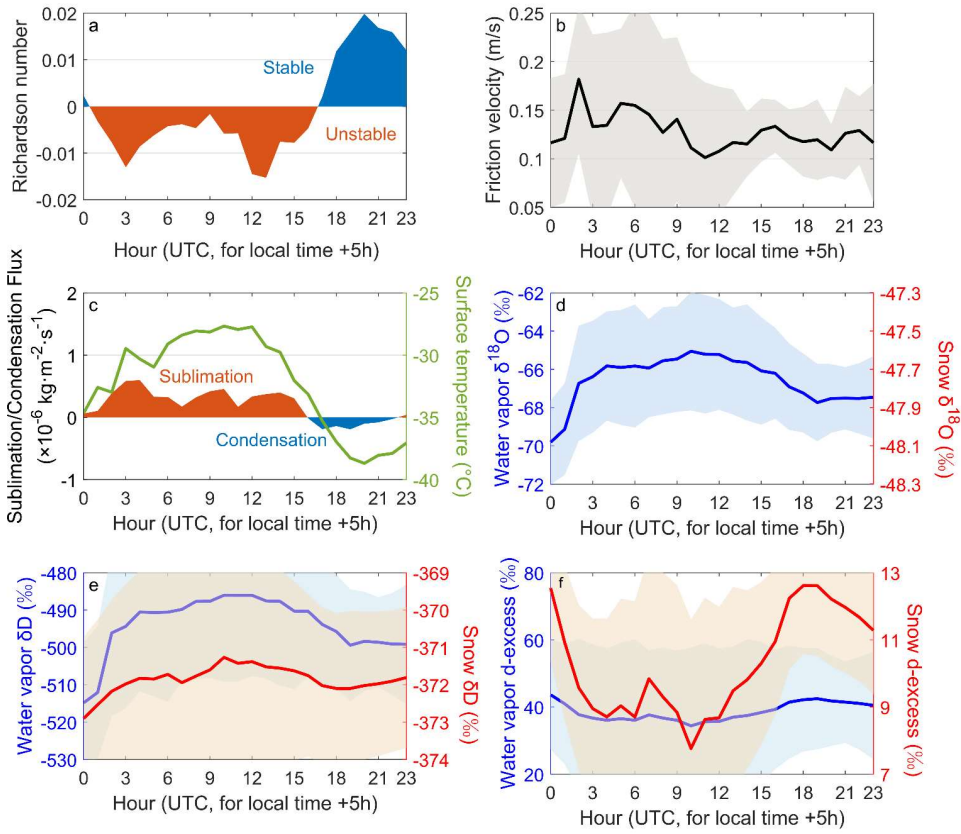 a
0.02
0.01
0
-0.01
0.02
Richardson number
Stable
Unstable
0 3 6 9 12 15 18 21 23
Hour (UTC, for local time +5h)
b
0.25
0.2
0.15
0.1
0.05
Friction velocity (m/s)
0 3 6 9 12 15 18 21 23
Hour (UTC, for local time +5h)
c
2
1
0
-1
Sublimation/Condensation Flux
(×10⁻⁶ kg·m⁻²·s⁻¹)
Sublimation
Condensation
-25
-30
-35
-40
Surface temperature
(°C)
0 3 6 9 12 15 18 21 23
Hour (UTC, for local time +5h)
d
-62
-64
-66
-68
-70
-72
Water vapor δ¹⁸O (‰)
-47.3
-47.5
-47.7
-47.9
-48.1
-48.3
Snow δ¹⁸O (‰)
0 3 6 9 12 15 18 21 23
Hour (UTC, for local time +5h)
e
-480
-490
-500
-510
-520
-530
Water vapor δD (‰)
-369
-370
-371
-372
-373
-374
Snow δD (‰)
0 3 6 9 12 15 18 21 23
Hour (UTC, for local time +5h)
f
80
60
40
20
Water vapor d-excess (‰)
13
11
9
7
Snow d-excess (‰)
0 3 6 9 12 15 18 21 23
Hour (UTC, for local time +5h)